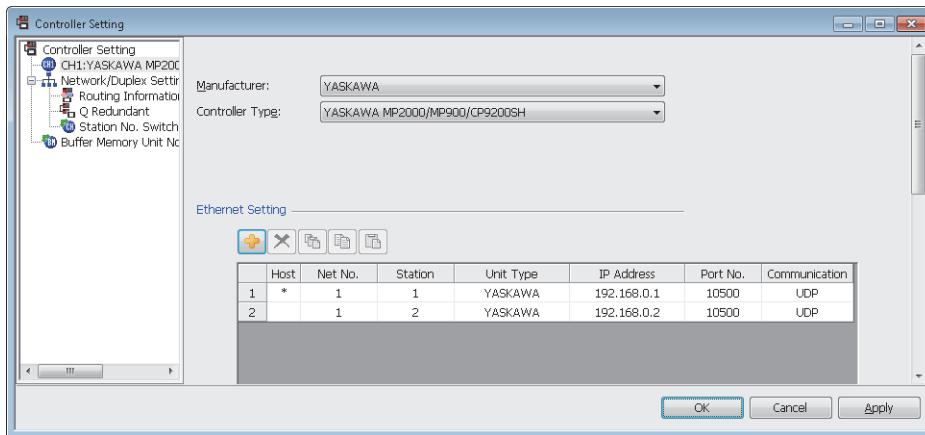 Controller Setting
Controller Setting
CH1:YASKAWA MP200
Network/Duplex Settir
Routing Information
Q Redundant
Station No. Switch
Buffer Memory Unit No
Manufacturer: YASKAWA
Controller Type: YASKAWA MP2000/MP900/CP9200SH
Ethernet Setting
Host Net No. Station Unit Type IP Address Port No. Communication
1 * 1 1 YASKAWA 192.168.0.1 10500 UDP
2 1 2 YASKAWA 192.168.0.2 10500 UDP
OK Cancel Apply